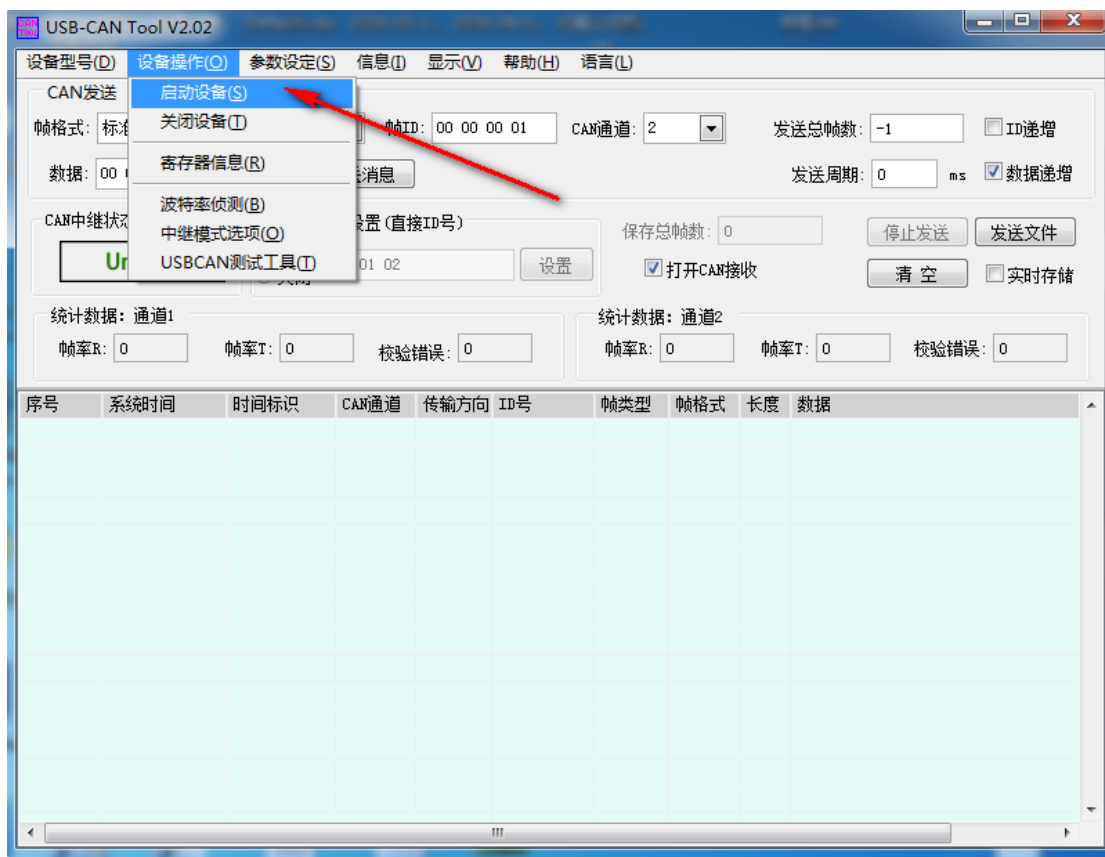 USB-CAN Tool V2.02
设备型号(D) 设备操作(O) 参数设定(S) 信息(I) 显示(V) 帮助(H) 语言(L)
CAN发送
启动设备(S)
关闭设备(T)
寄存器信息(R)
波特率侦测(B)
中继模式选项(O)
USBCAN测试工具(T)
帧格式: 帧ID: 00 00 00 01 CAN通道: 2 发送总帧数: -1 ID递增
数据: 00 消息 发送周期: 0 ms 数据递增
CAN中继状态 设置(直接ID号) 保存总帧数: 0 停止发送 发送文件
01 02 设置 打开CAN接收 清 空 实时存储
统计数据: 通道1 统计数据: 通道2
帧率R: 0 帧率T: 0 校验错误: 0 帧率R: 0 帧率T: 0 校验错误: 0
序号 系统时间 时间标识 CAN通道 传输方向 ID号 帧类型 帧格式 长度 数据